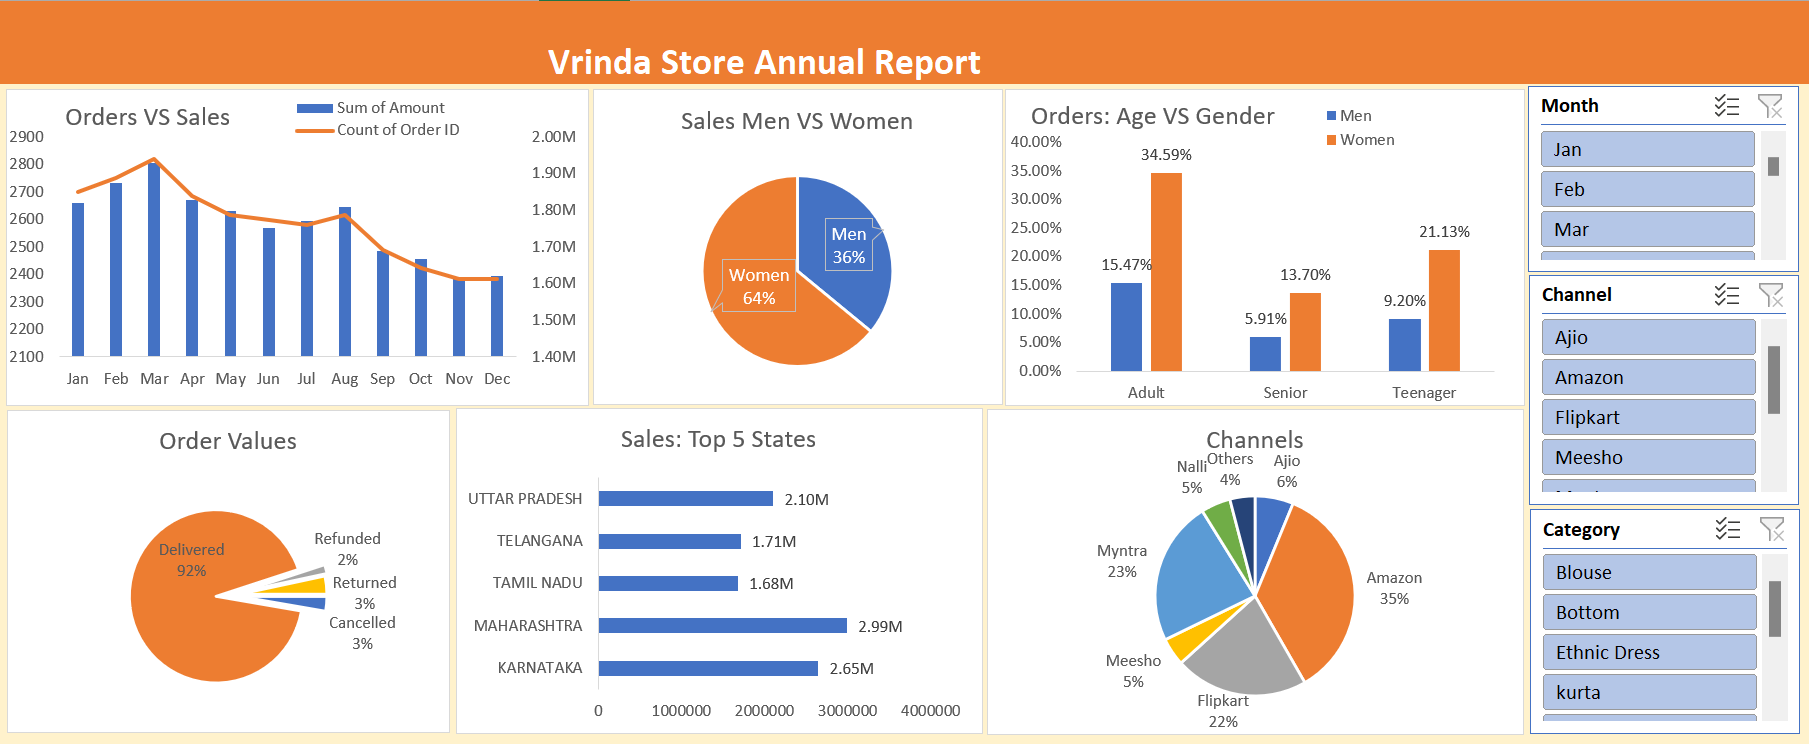 Vrinda Store Annual Report
Orders VS Sales
Sum of Amount
Count of Order ID
2900
2800
2700
2600
2500
2400
2300
2200
2100
2.00M
1.90M
1.80M
1.70M
1.60M
1.50M
1.40M
Jan Feb Mar Apr May Jun Jul Aug Sep Oct Nov Dec
Sales Men VS Women
Men
36%
Women
64%
Orders: Age VS Gender
Men
Women
40.00%
35.00%
30.00%
25.00%
20.00%
15.00%
10.00%
5.00%
0.00%
15.47%
34.59%
5.91%
13.70%
9.20%
21.13%
Adult Senior Teenager
Month
Jan
Feb
Mar
Channel
Ajio
Amazon
Flipkart
Meesho
Category
Blouse
Bottom
Ethnic Dress
kurta
Order Values
Delivered
92%
Refunded
2%
Returned
3%
Cancelled
3%
Sales: Top 5 States
UTTAR PRADESH 2.10M
TELANGANA 1.71M
TAMIL NADU 1.68M
MAHARASHTRA 2.99M
KARNATAKA 2.65M
0 1000000 2000000 3000000 4000000
Channels
Nalli
5%
Others
4%
Ajio
6%
Myntra
23%
Amazon
35%
Meesho
5%
Flipkart
22%